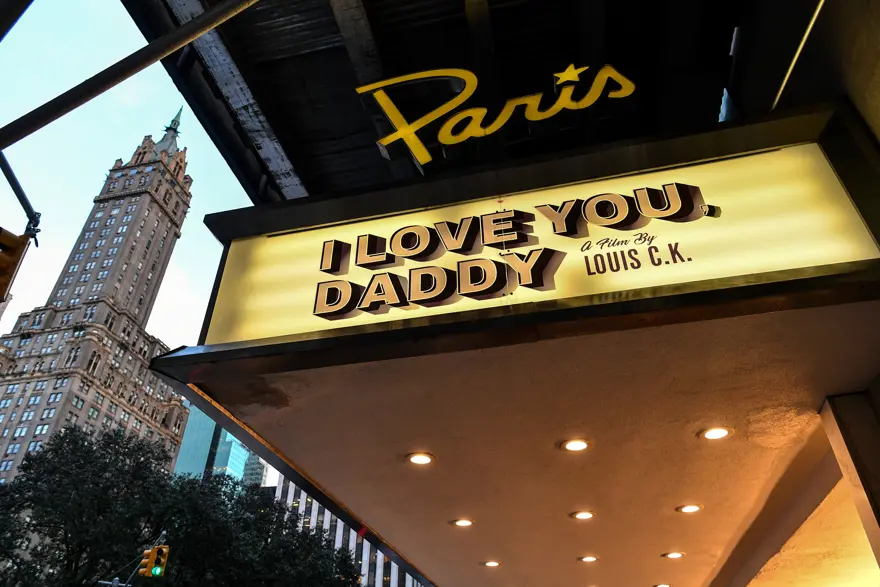 Paris
I LOVE YOU,
DADDY
A Film By
LOUIS C.K.